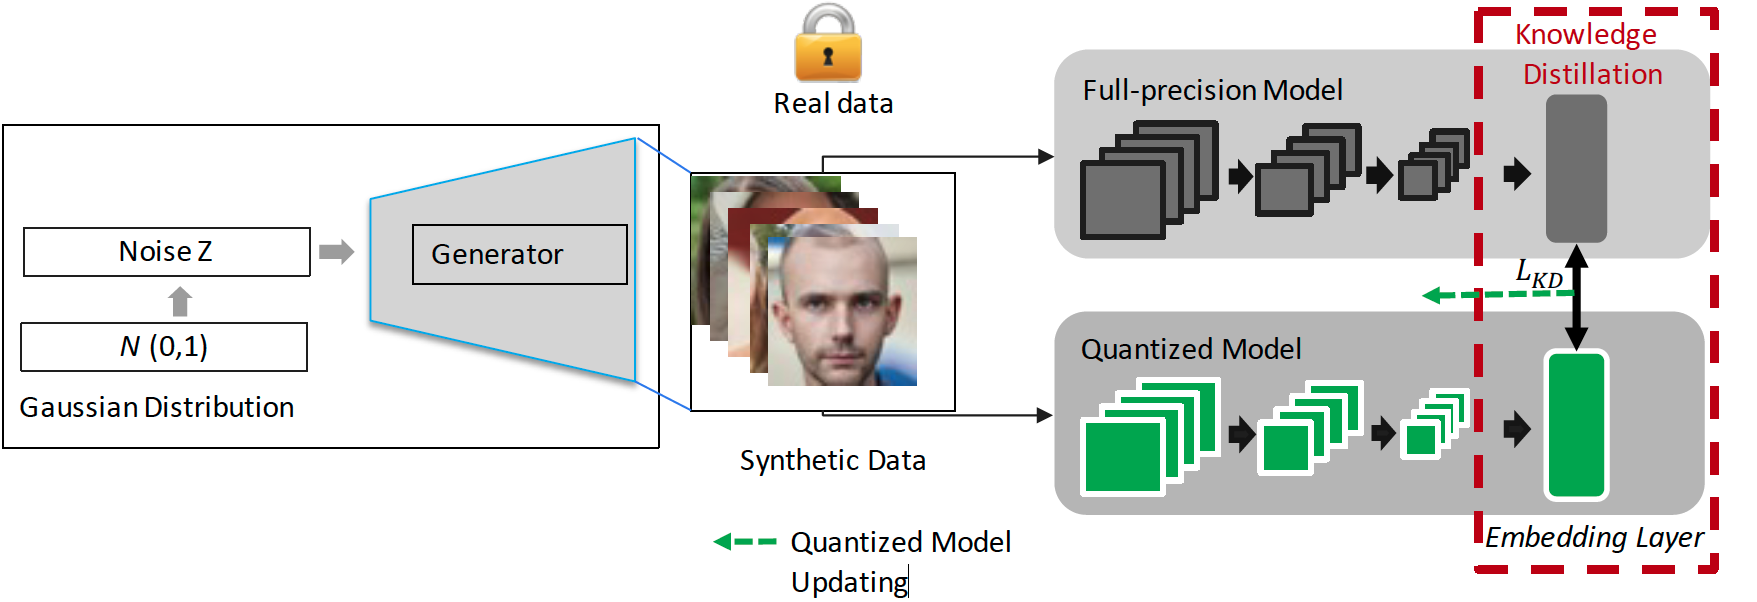 Real data
Knowledge
Distillation
Full-precision Model
Noise Z
Generator
N (0,1)
Gaussian Distribution
L_{KD}
Quantized Model
Synthetic Data
Embedding Layer
Quantized Model
Updating